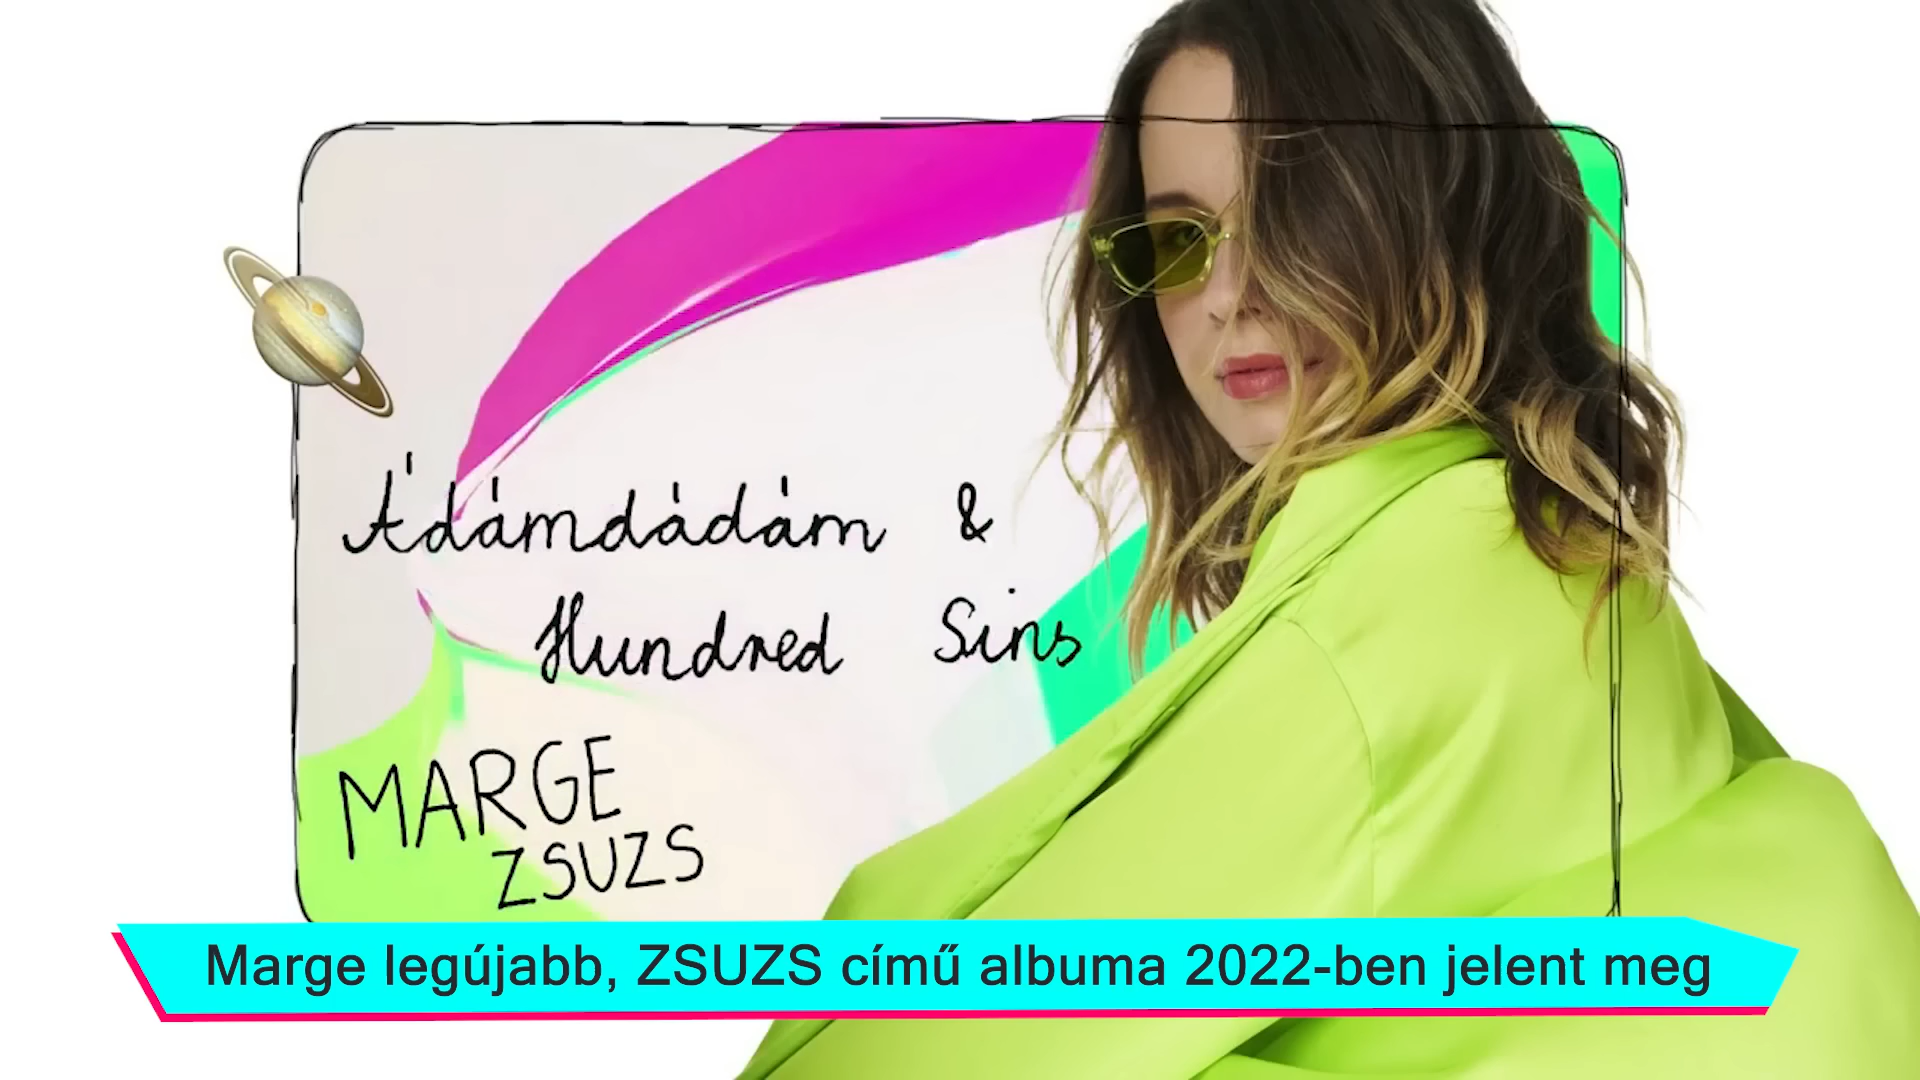 Ádámdádám &
Hundred Sins
MARGE
ZSUZS
Marge legújabb, ZSUZS című albuma 2022-ben jelent meg